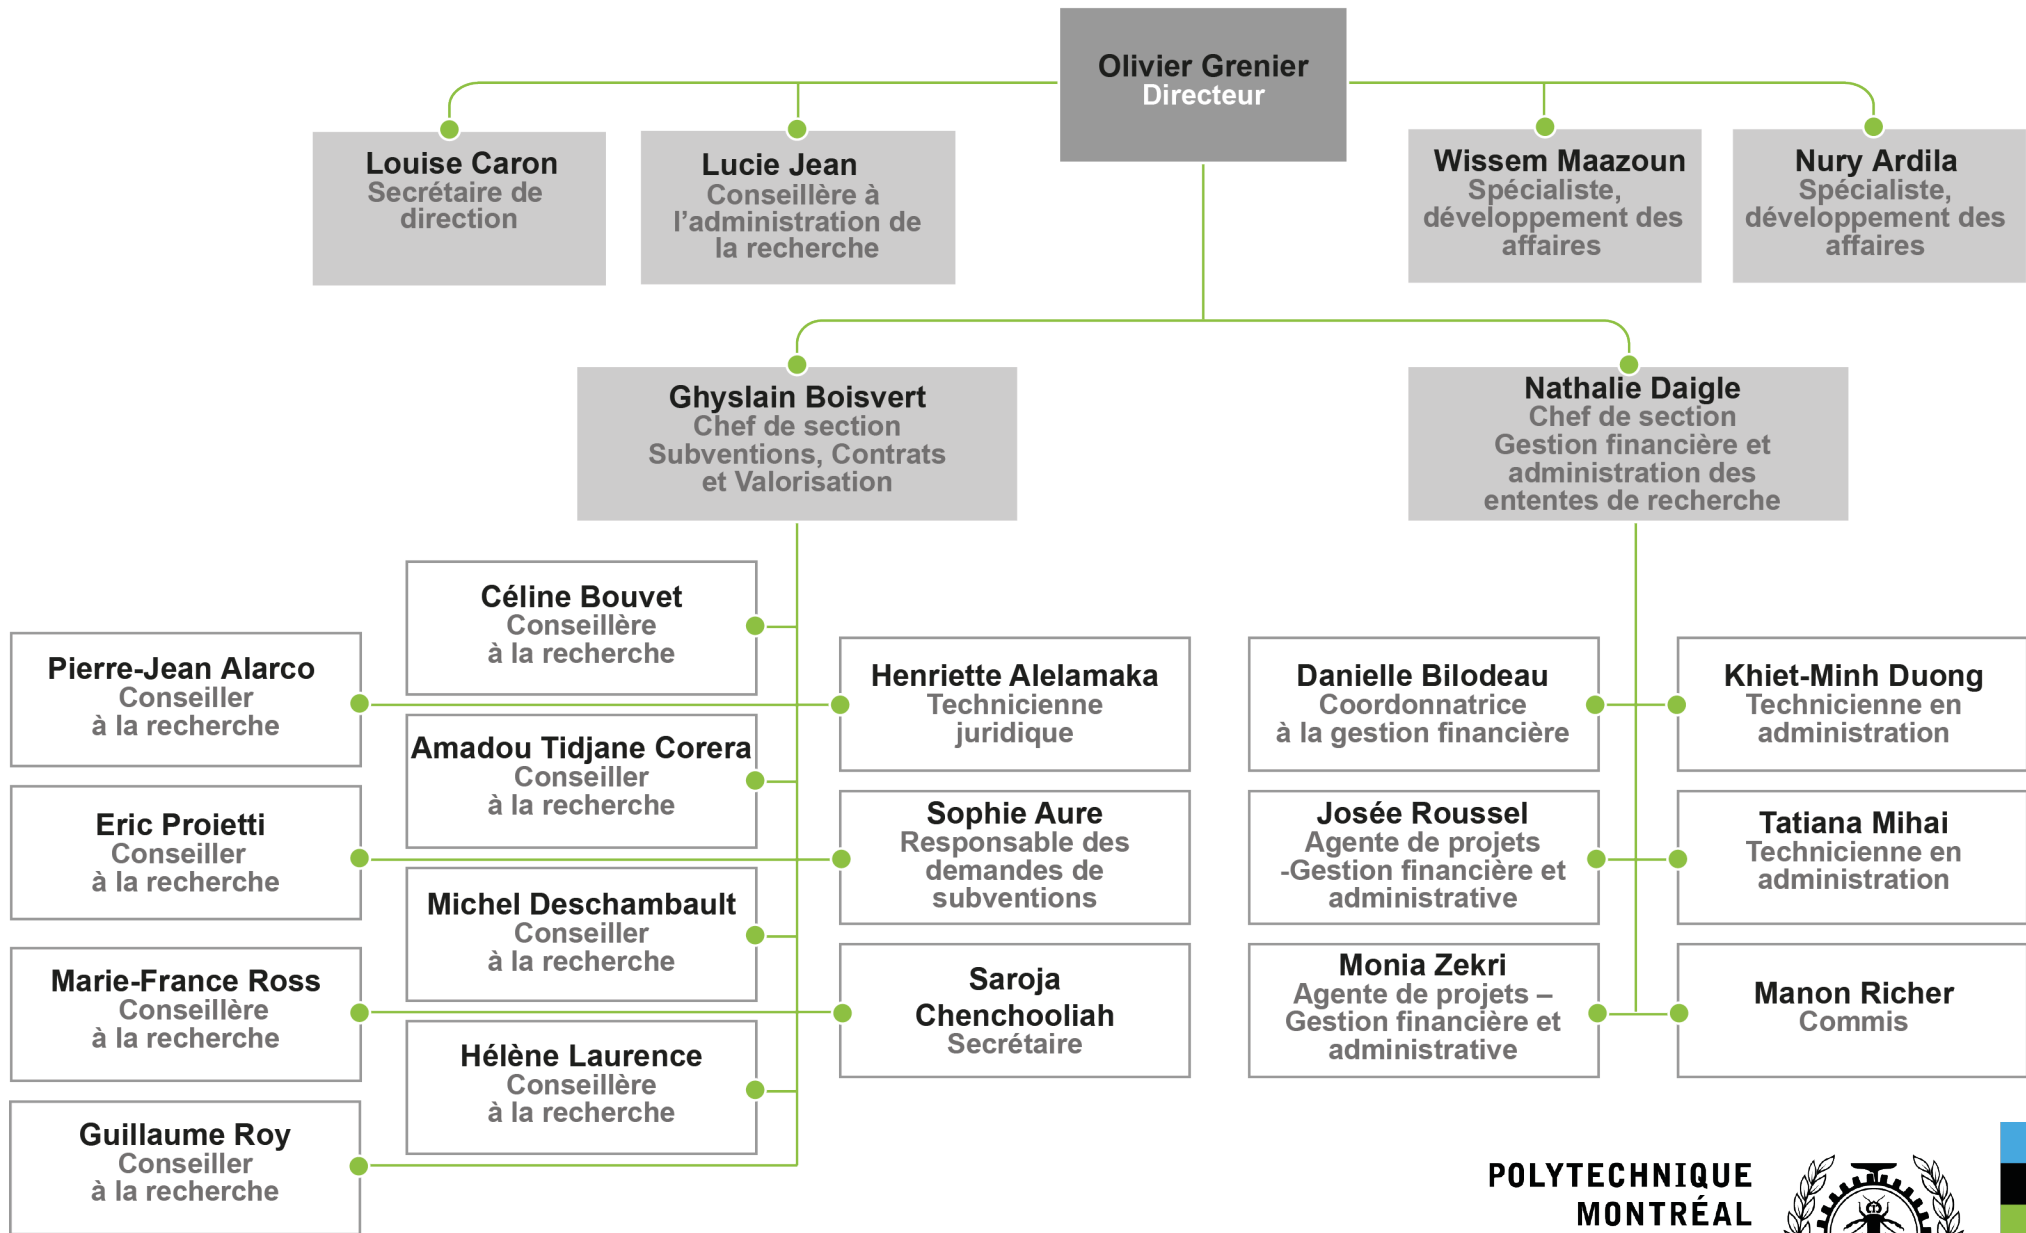 Olivier Grenier
Directeur
Louise Caron
Secrétaire de
direction
Lucie Jean
Conseillère à
l’administration de
la recherche
Wissem Maazoun
Spécialiste,
développement des
affaires
Nury Ardila
Spécialiste,
développement des
affaires
Ghyslain Boisvert
Chef de section
Subventions, Contrats
et Valorisation
Nathalie Daigle
Chef de section
Gestion financière et
administration des
ententes de recherche
Céline Bouvet
Conseillère
à la recherche
Pierre-Jean Alarco
Conseiller
à la recherche
Henriette Alelamaka
Technicienne
juridique
Amadou Tidjane Corera
Conseiller
à la recherche
Eric Proietti
Conseiller
à la recherche
Sophie Aure
Responsable des
demandes de
subventions
Michel Deschambault
Conseiller
à la recherche
Marie-France Ross
Conseillère
à la recherche
Saroja
Chenchooliah
Secrétaire
Hélène Laurence
Conseillère
à la recherche
Guillaume Roy
Conseiller
à la recherche
Danielle Bilodeau
Coordonnatrice
à la gestion financière
Khiet-Minh Duong
Technicienne en
administration
Josée Roussel
Agente de projets
-Gestion financière et
administrative
Tatiana Mihai
Technicienne en
administration
Monia Zekri
Agente de projets –
Gestion financière et
administrative
Manon Richer
Commis
POLYTECHNIQUE
MONTRÉAL